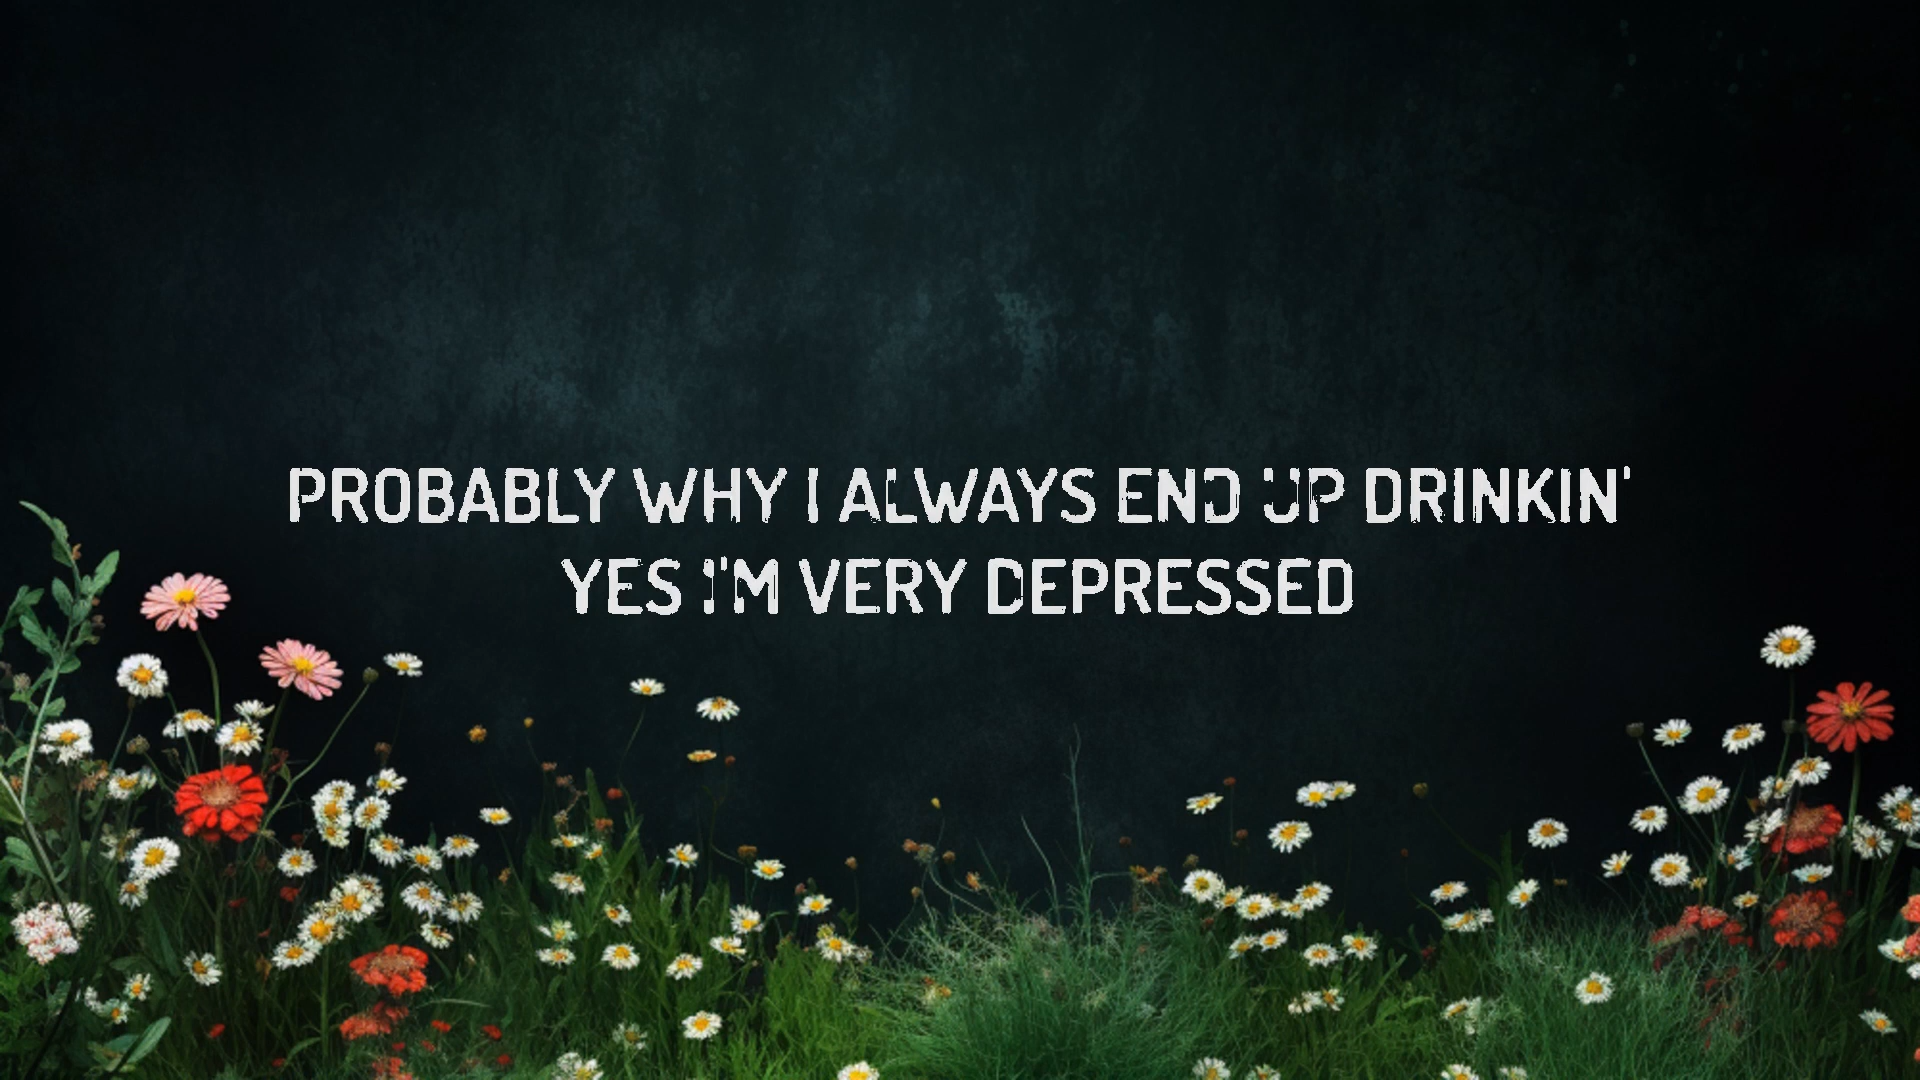 PROBABLY WHY I ALWAYS END UP DRINKIN'
YES I'M VERY DEPRESSED